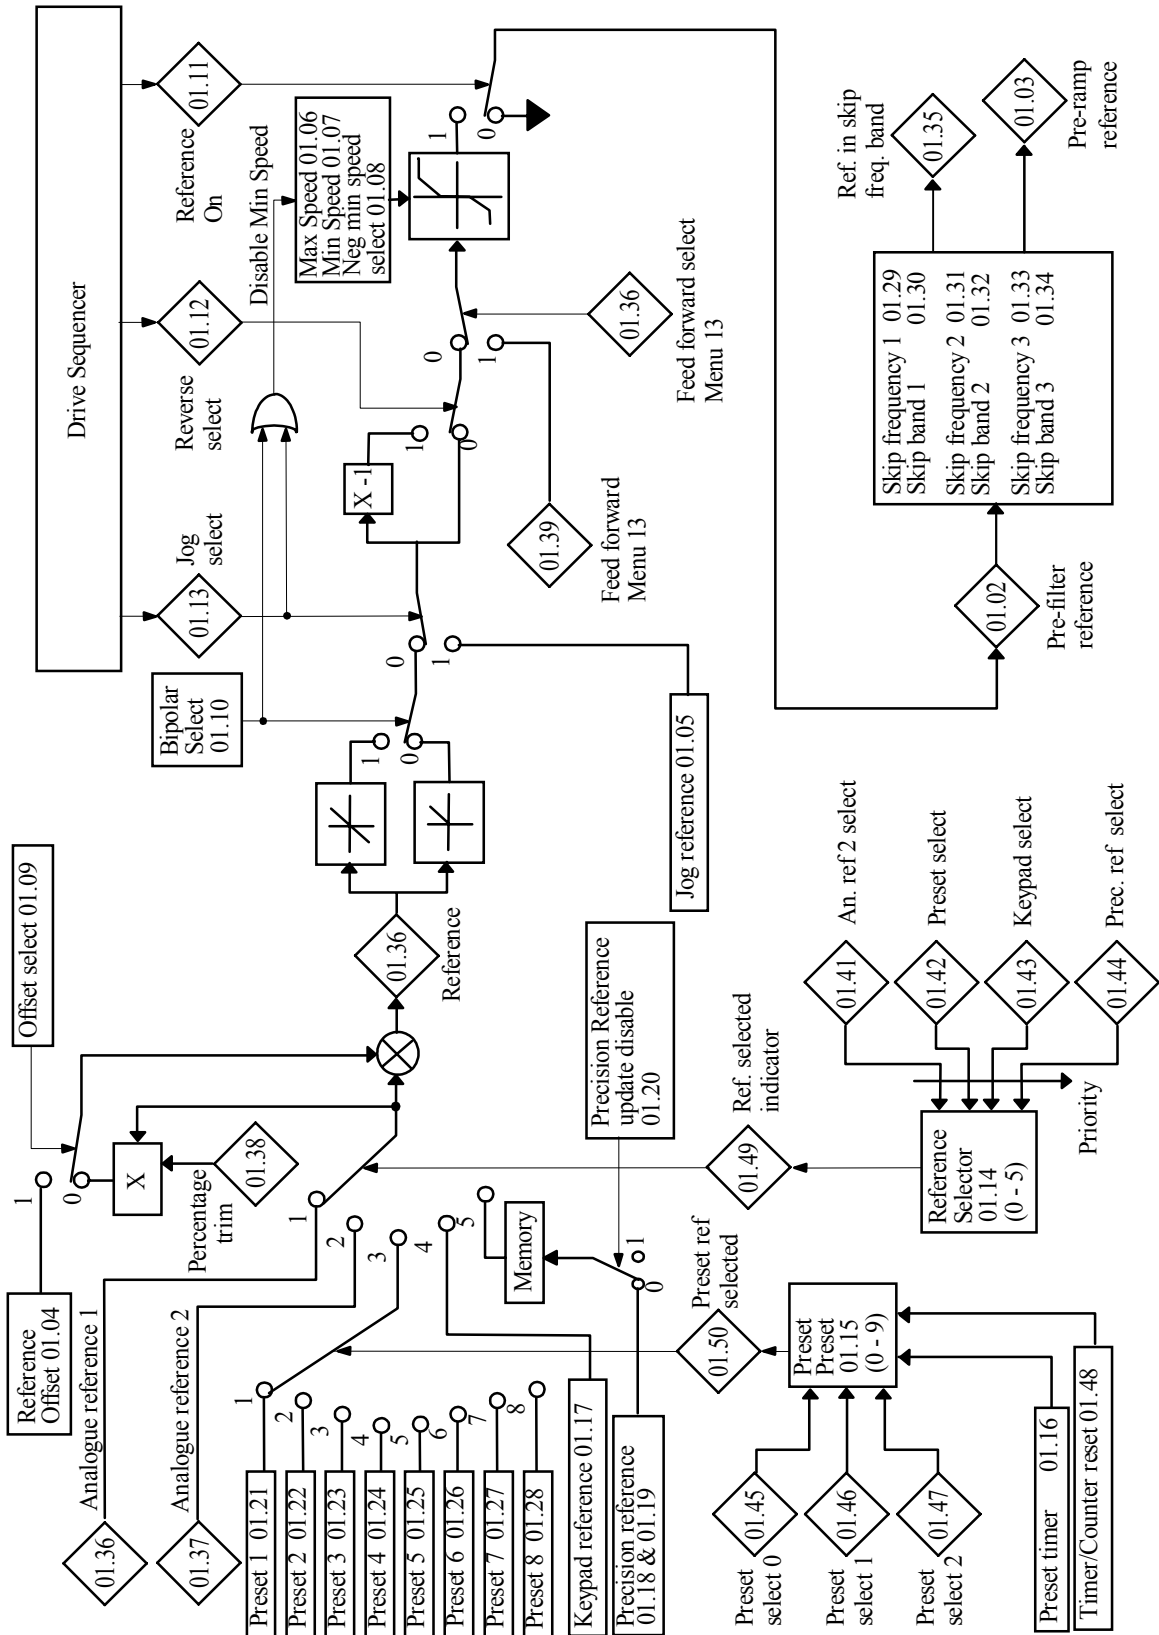 Reference
Offset 01.04
1
0
Offset select 01.09
X
Percentage
trim
01.38
Analogue reference 1
01.36
Analogue reference 2
01.37
Preset 1 01.21
Preset 2 01.22
Preset 3 01.23
Preset 4 01.24
Preset 5 01.25
Preset 6 01.26
Preset 7 01.27
Preset 8 01.28
1
2
3
4
5
6
7
8
Keypad reference 01.17
Precision reference
01.18 & 01.19
1
2
3
4
5
Memory
0
1
Precision Reference
update disable
01.20
01.36
Reference
Bipolar
Select
01.10
1
0
Jog reference 01.05
0
1
Drive Sequencer
01.13
Jog
select
01.12
Reverse
select
01.11
Reference
On
Disable Min Speed
X -1
1
0
01.39
Feed forward
Menu 13
0
1
01.36
Feed forward select
Menu 13
Max Speed 01.06
Min Speed 01.07
Neg min speed
select 01.08
1
0
Preset
select 0
01.45
Preset
select 1
01.46
Preset
select 2
01.47
Preset timer 01.16
Timer/Counter reset 01.48
Preset
Preset
01.15
(0 - 9)
01.50
Preset ref
selected
Reference
Selector
01.14
(0 - 5)
01.49
Ref. selected
indicator
Priority
01.41
An. ref 2 select
01.42
Preset select
01.43
Keypad select
01.44
Prec. ref select
01.02
Pre-filter
reference
Skip frequency 1 01.29
Skip band 1 01.30
Skip frequency 2 01.31
Skip band 2 01.32
Skip frequency 3 01.33
Skip band 3 01.34
01.35
Ref. in skip
freq. band
01.03
Pre-ramp
reference